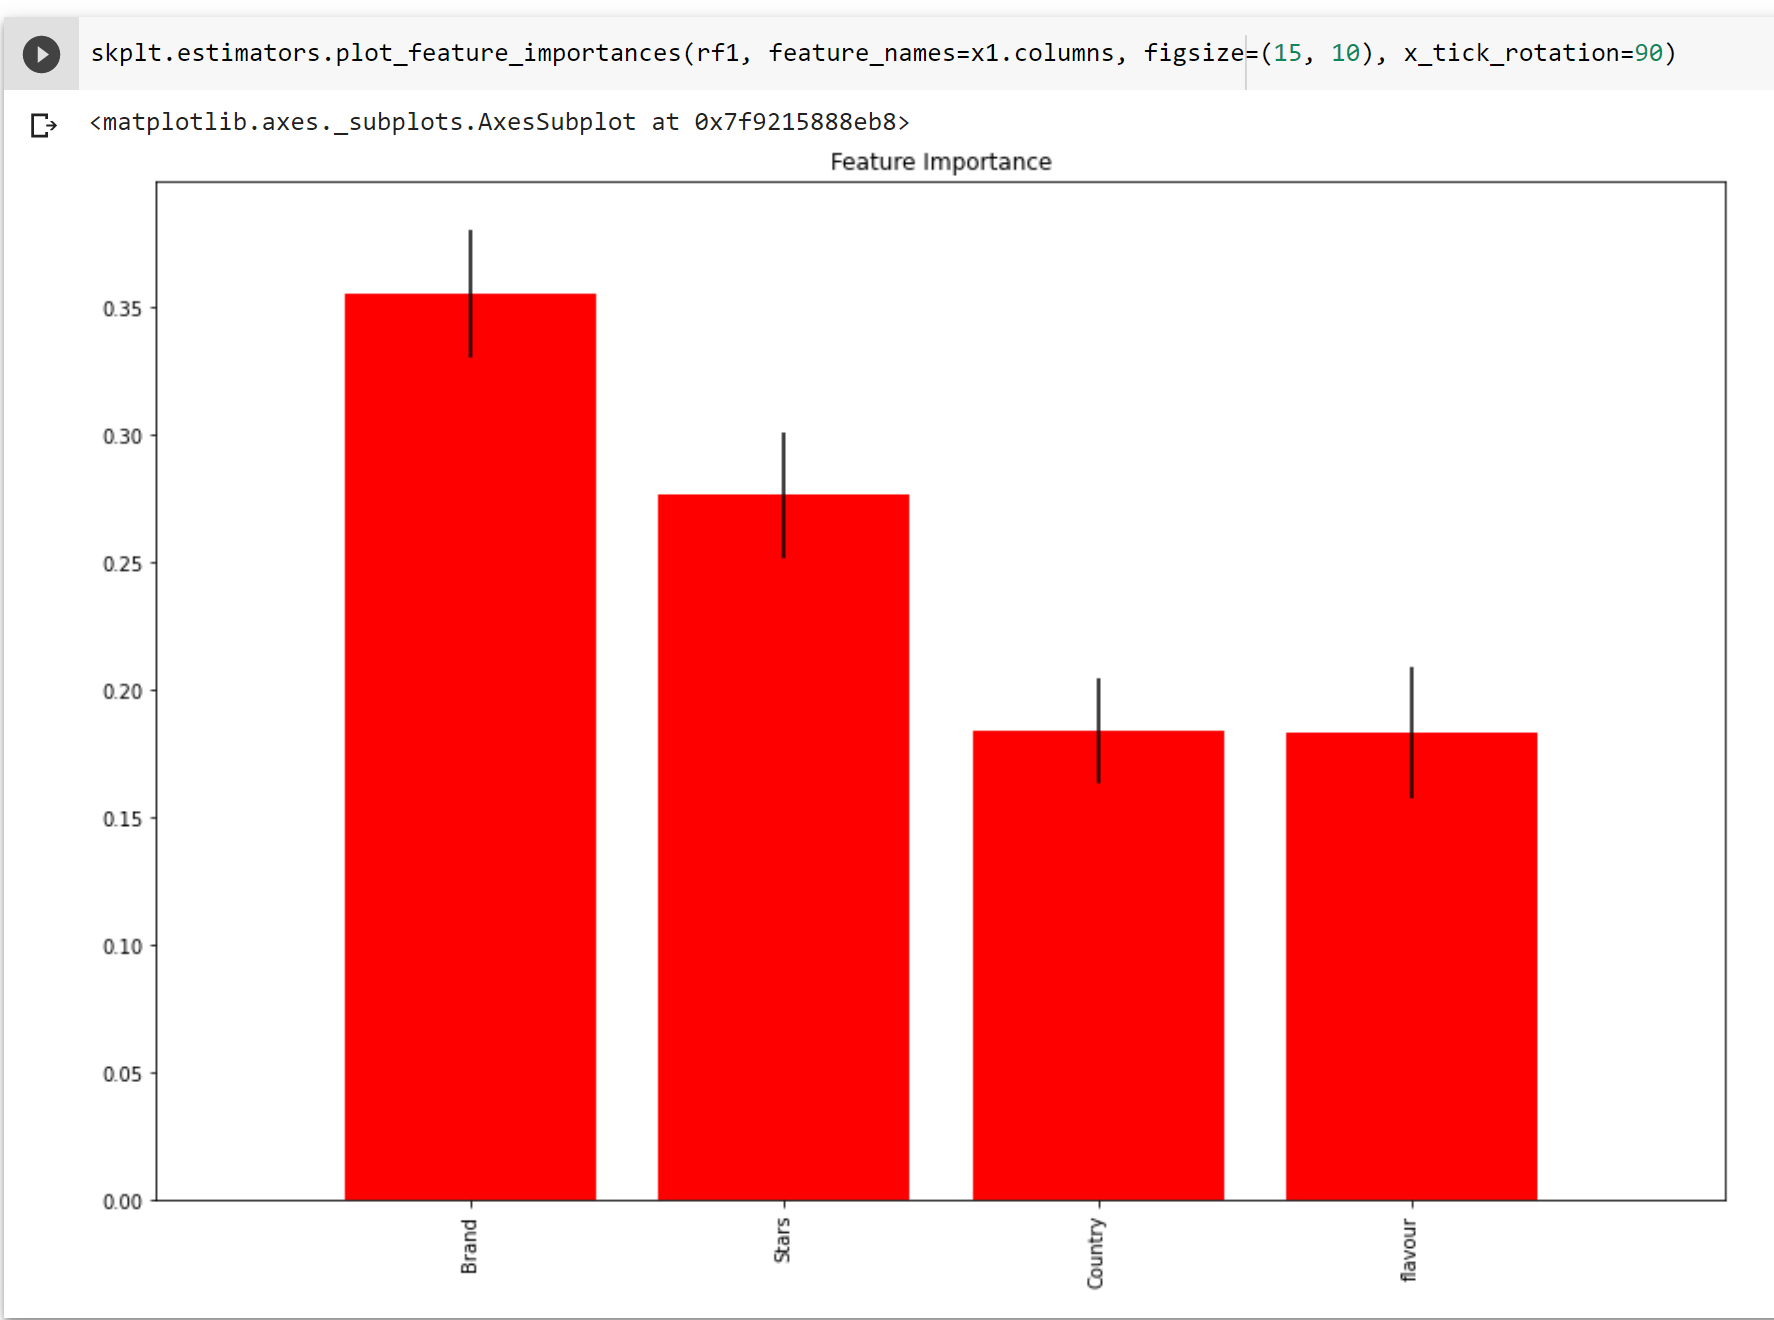 skplt.estimators.plot_feature_importances(rf1, feature_names=x1.columns, figsize=(15, 10), x_tick_rotation=90)
<matplotlib.axes._subplots.AxesSubplot at 0x7f9215888eb8>
Feature Importance
0.35
0.30
0.25
0.20
0.15
0.10
0.05
0.00
Brand
Stars
Country
flavour